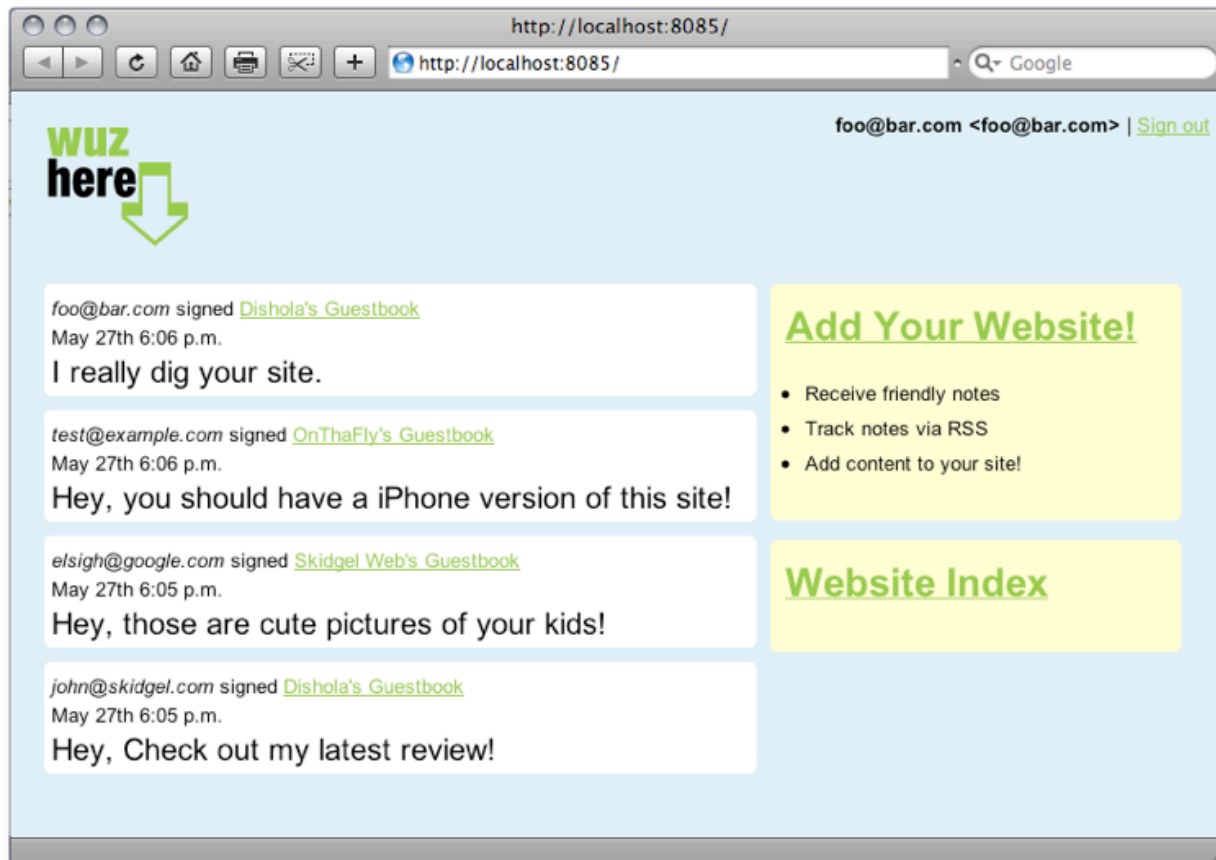 http://localhost:8085/
http://localhost:8085/
Google
wuz
here
foo@bar.com <foo@bar.com> | Sign out
foo@bar.com signed Dishola's Guestbook
May 27th 6:06 p.m.
I really dig your site.
test@example.com signed OnThaFly's Guestbook
May 27th 6:06 p.m.
Hey, you should have a iPhone version of this site!
elsigh@google.com signed Skidgel Web's Guestbook
May 27th 6:05 p.m.
Hey, those are cute pictures of your kids!
john@skidgel.com signed Dishola's Guestbook
May 27th 6:05 p.m.
Hey, Check out my latest review!
Add Your Website!
• Receive friendly notes
• Track notes via RSS
• Add content to your site!
Website Index